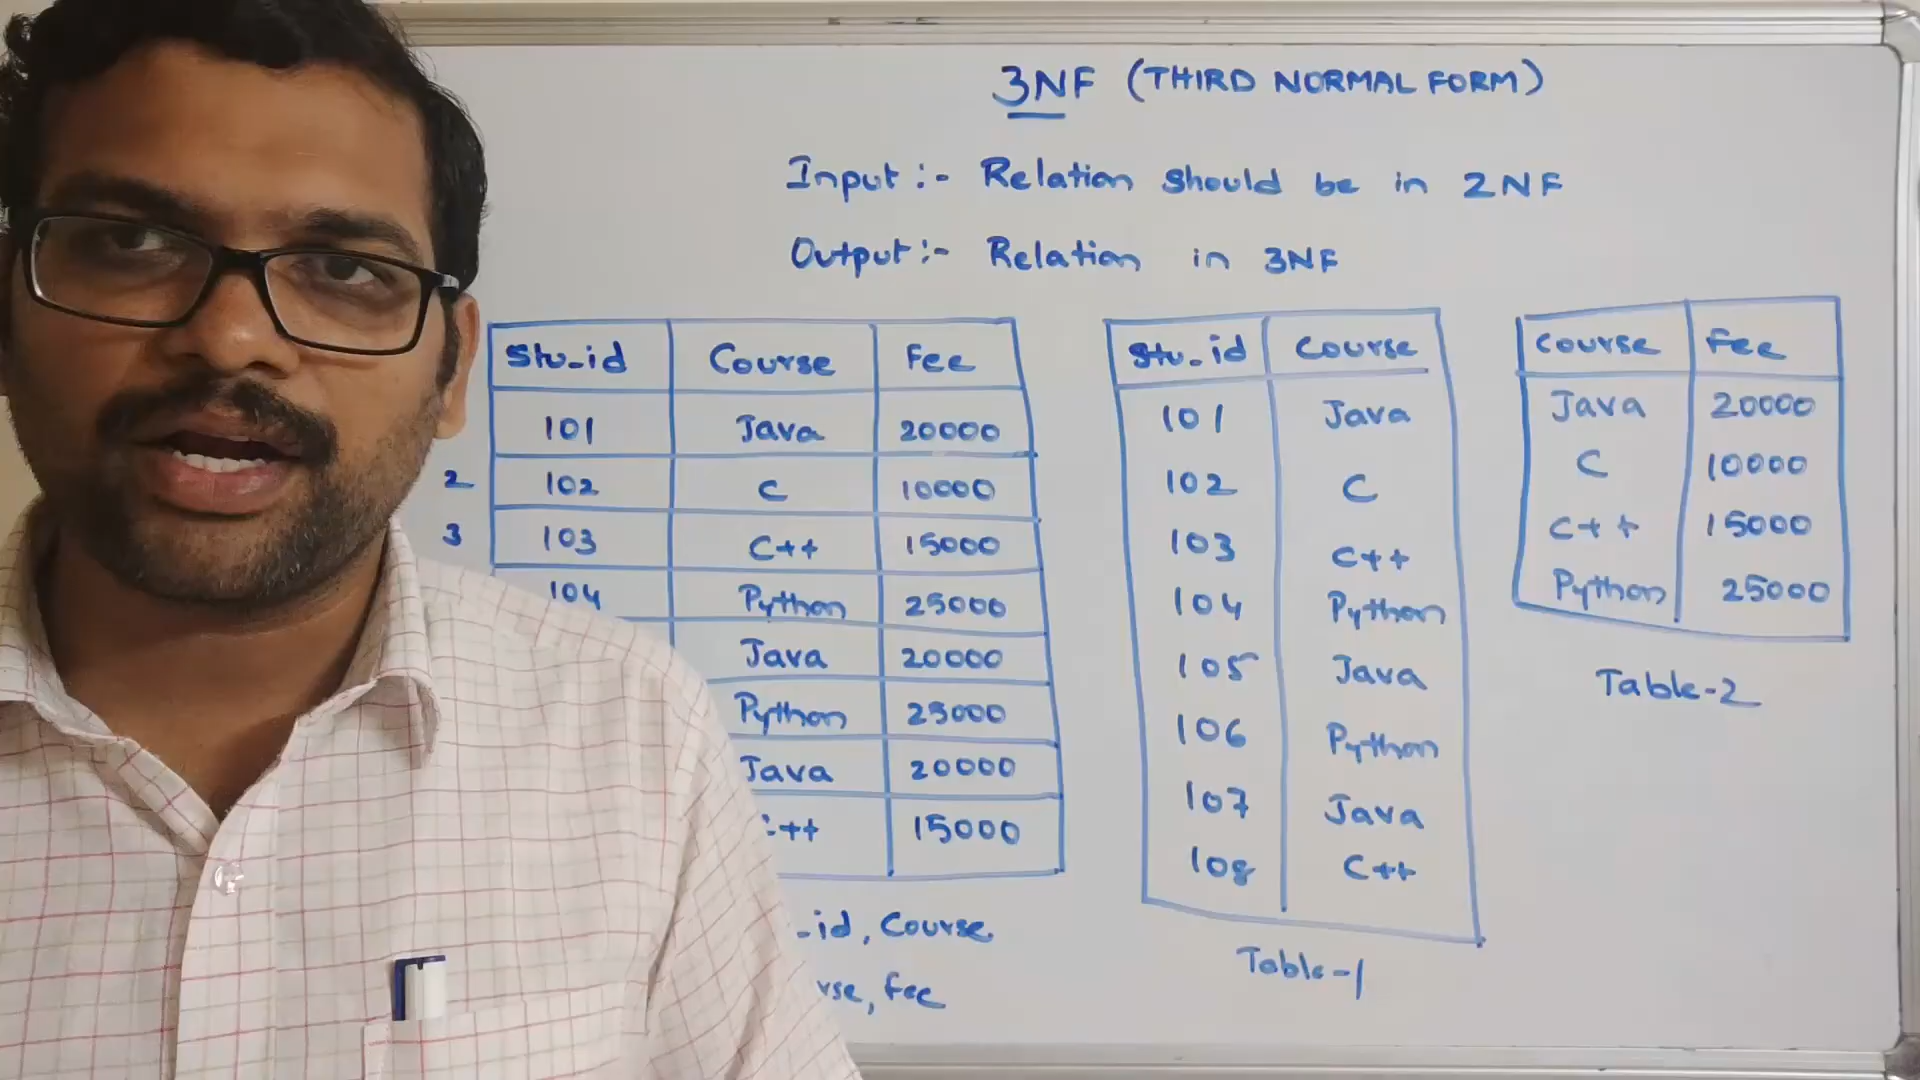 3NF (THIRD NORMAL FORM)
Input :- Relation should be in 2NF
Output :- Relation in 3NF
Stu_id Course Fee
101 Java 20000
2 102 C 10000
3 103 C++ 15000
104 Python 25000
Java 20000
Python 25000
Java 20000
++ 15000
_id, Course
rse, fee
Stu_id Course
101 Java
102 C
103 C++
104 Python
105 Java
106 Python
107 Java
108 C++
Table-1
Course Fee
Java 20000
C 10000
C++ 15000
Python 25000
Table-2